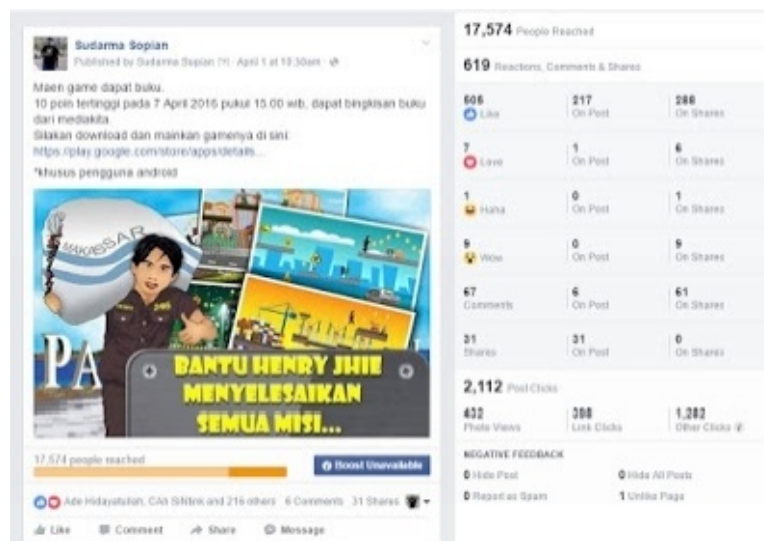 Sudarma Sopian
Published by Sudarma Sopian [?] · April 1 at 10:30am ·
Maen game dapat buku.
10 poin tertinggi pada 7 April 2016 pukul 15.00 wib, dapat bingkisan buku
dari mediakita.
Silakan download dan mainkan gamenya di sini:
https://play.google.com/store/apps/details...
*khusus pengguna android
MAKASSAR
PA
BANTU HENRY JHIE
MENYELESAIKAN
SEMUA MISI...
17,574 people reached
Boost Unavailable
Ade Hidayatullah, CAh SiNtink and 216 others 6 Comments 31 Shares
Like Comment Share Message
17,574 People Reached
619 Reactions, Comments & Shares
217 288
Like On Post On Shares
7 1 6
Love On Post On Shares
1 0 1
Haha On Post On Shares
9 0 9
Wow On Post On Shares
67 6 61
Comments On Post On Shares
31 31 0
Shares On Post On Shares
2,112 Post Clicks
432 398 1,282
Photo Views Link Clicks Other Clicks
NEGATIVE FEEDBACK
0 Hide Post 0 Hide All Posts
0 Report as Spam 1 Unlike Page